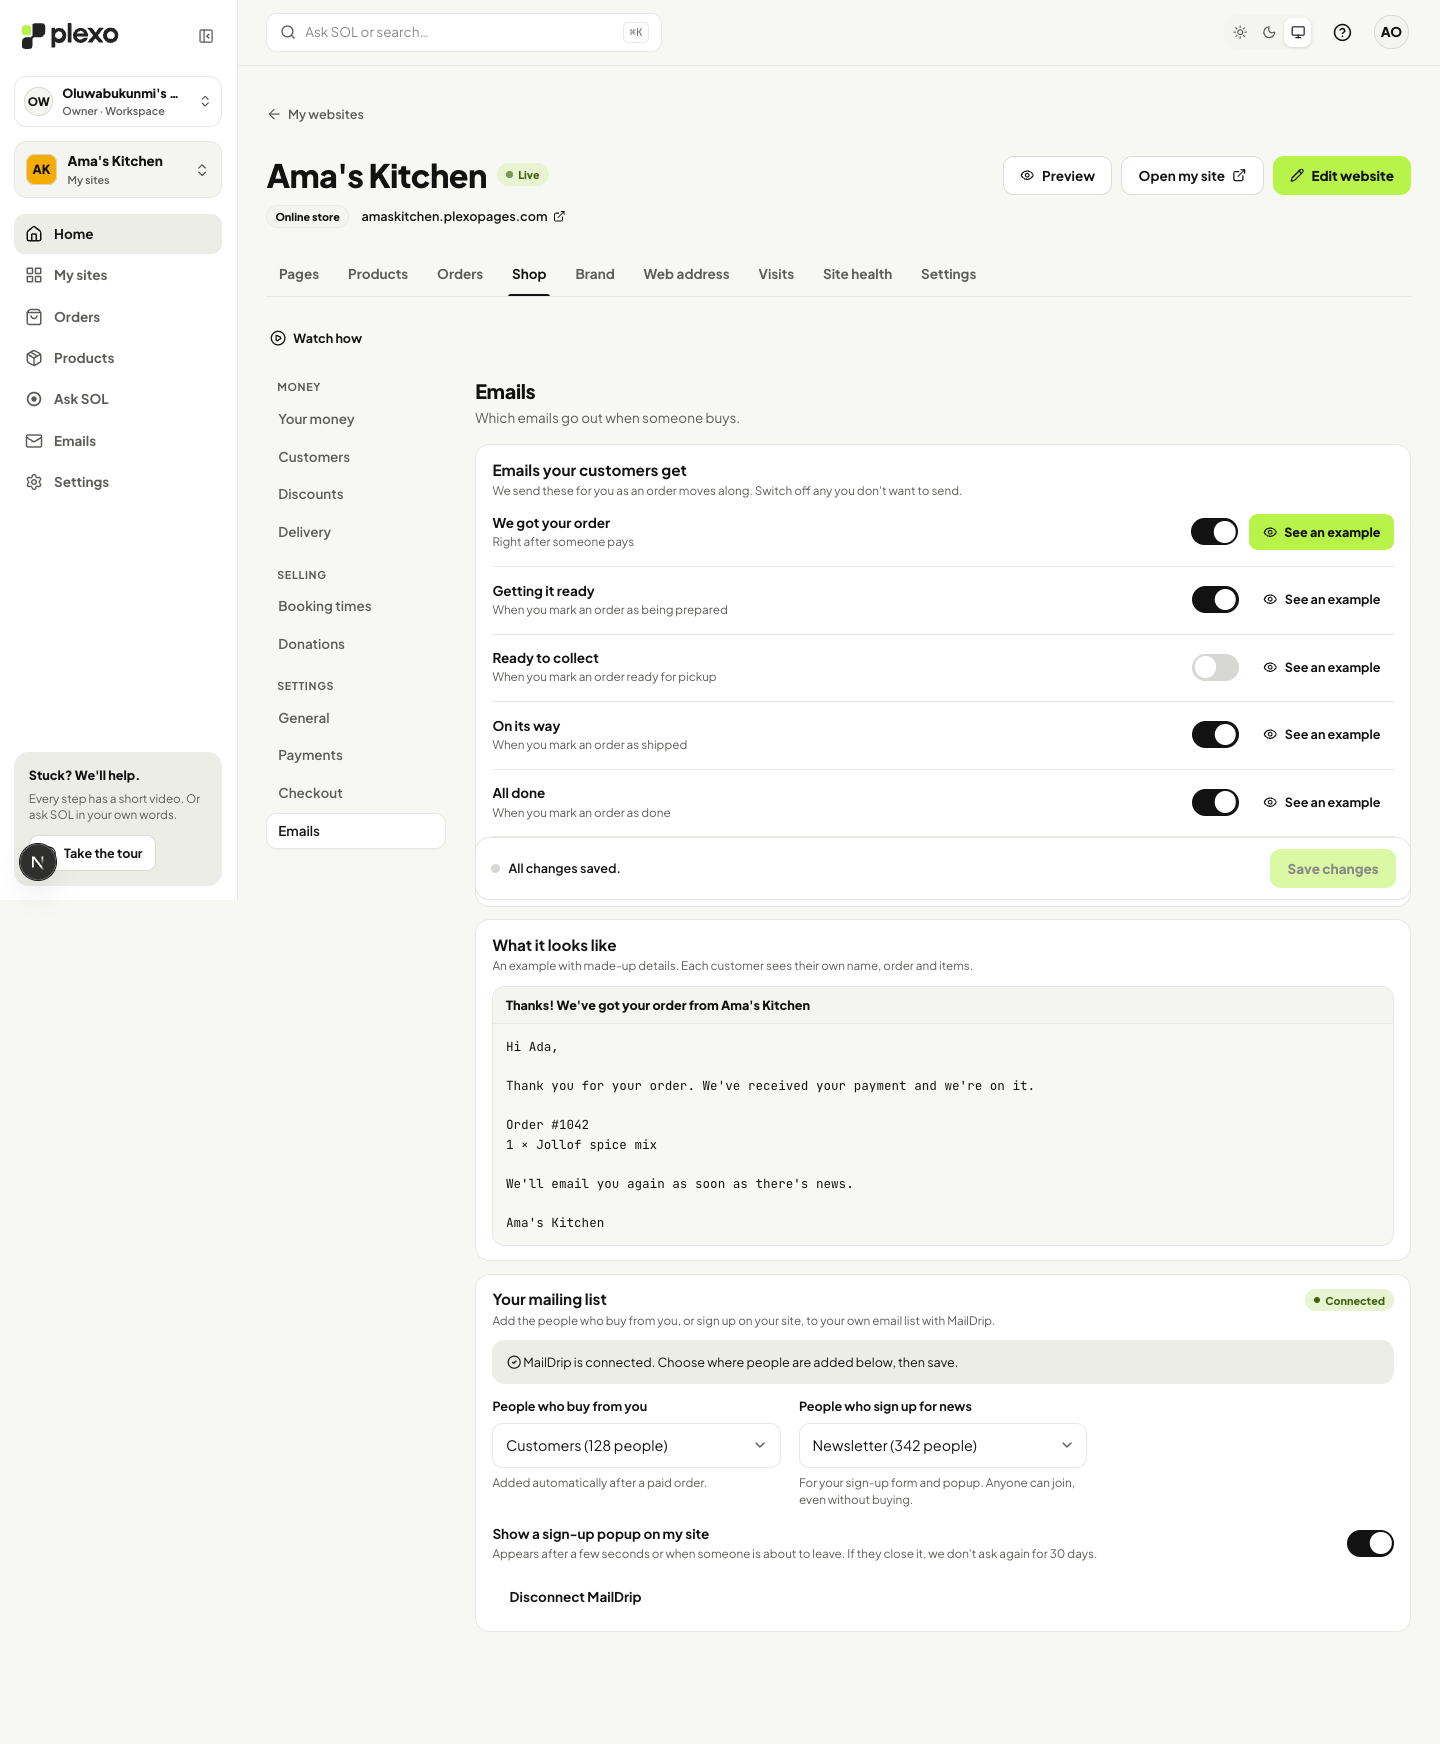 plexo
Ask SOL or search...
⌘K
AO
OW
Oluwabukunmi's ...
Owner · Workspace
AK
Ama's Kitchen
My sites
Home
My sites
Orders
Products
Ask SOL
Emails
Settings
Stuck? We'll help.
Every step has a short video. Or
ask SOL in your own words.
Take the tour
N
My websites
Ama's Kitchen
Live
Preview
Open my site
Edit website
Online store
amaskitchen.plexopages.com
Pages
Products
Orders
Shop
Brand
Web address
Visits
Site health
Settings
Watch how
MONEY
Your money
Customers
Discounts
Delivery
SELLING
Booking times
Donations
SETTINGS
General
Payments
Checkout
Emails
Emails
Which emails go out when someone buys.
Emails your customers get
We send these for you as an order moves along. Switch off any you don't want to send.
We got your order
Right after someone pays
See an example
Getting it ready
When you mark an order as being prepared
See an example
Ready to collect
When you mark an order ready for pickup
See an example
On its way
When you mark an order as shipped
See an example
All done
When you mark an order as done
See an example
All changes saved.
Save changes
What it looks like
An example with made-up details. Each customer sees their own name, order and items.
Thanks! We've got your order from Ama's Kitchen
Hi Ada,
Thank you for your order. We've received your payment and we're on it.
Order #1042
1 × Jollof spice mix
We'll email you again as soon as there's news.
Ama's Kitchen
Your mailing list
Connected
Add the people who buy from you, or sign up on your site, to your own email list with MailDrip.
MailDrip is connected. Choose where people are added below, then save.
People who buy from you
Customers (128 people)
Added automatically after a paid order.
People who sign up for news
Newsletter (342 people)
For your sign-up form and popup. Anyone can join,
even without buying.
Show a sign-up popup on my site
Appears after a few seconds or when someone is about to leave. If they close it, we don't ask again for 30 days.
Disconnect MailDrip